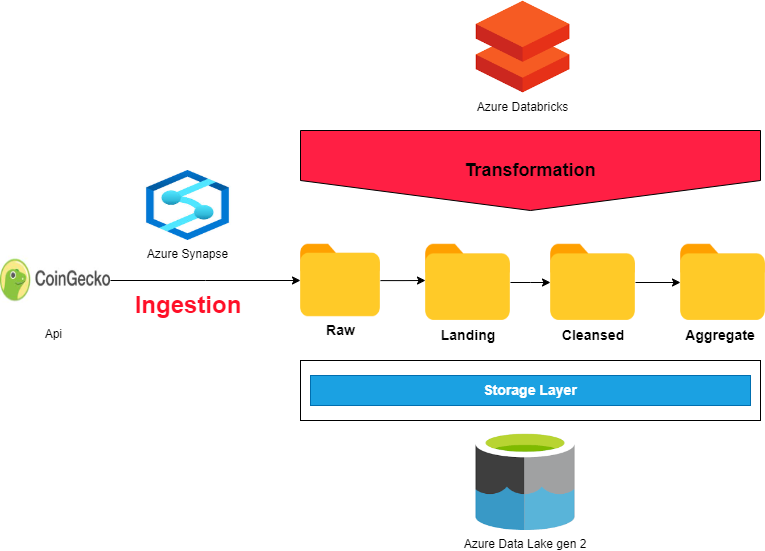 Azure Databricks
Transformation
Azure Synapse
CoinGecko
Ingestion
Api
Raw
Landing
Cleansed
Aggregate
Storage Layer
Azure Data Lake gen 2